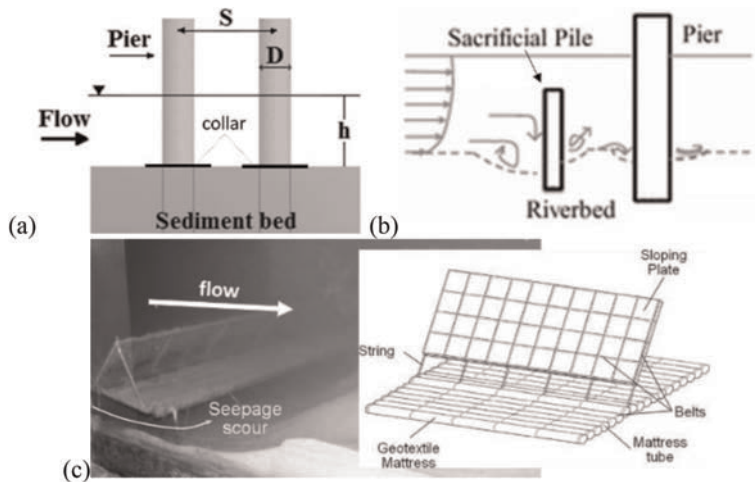 S
Pier
D
Flow
h
collar
Sediment bed
(a)
Sacrificial Pile
Pier
Riverbed
(b)
flow
Seepage
scour
Sloping
Plate
String
Belts
Geotextile
Mattress
Mattress
tube
(c)